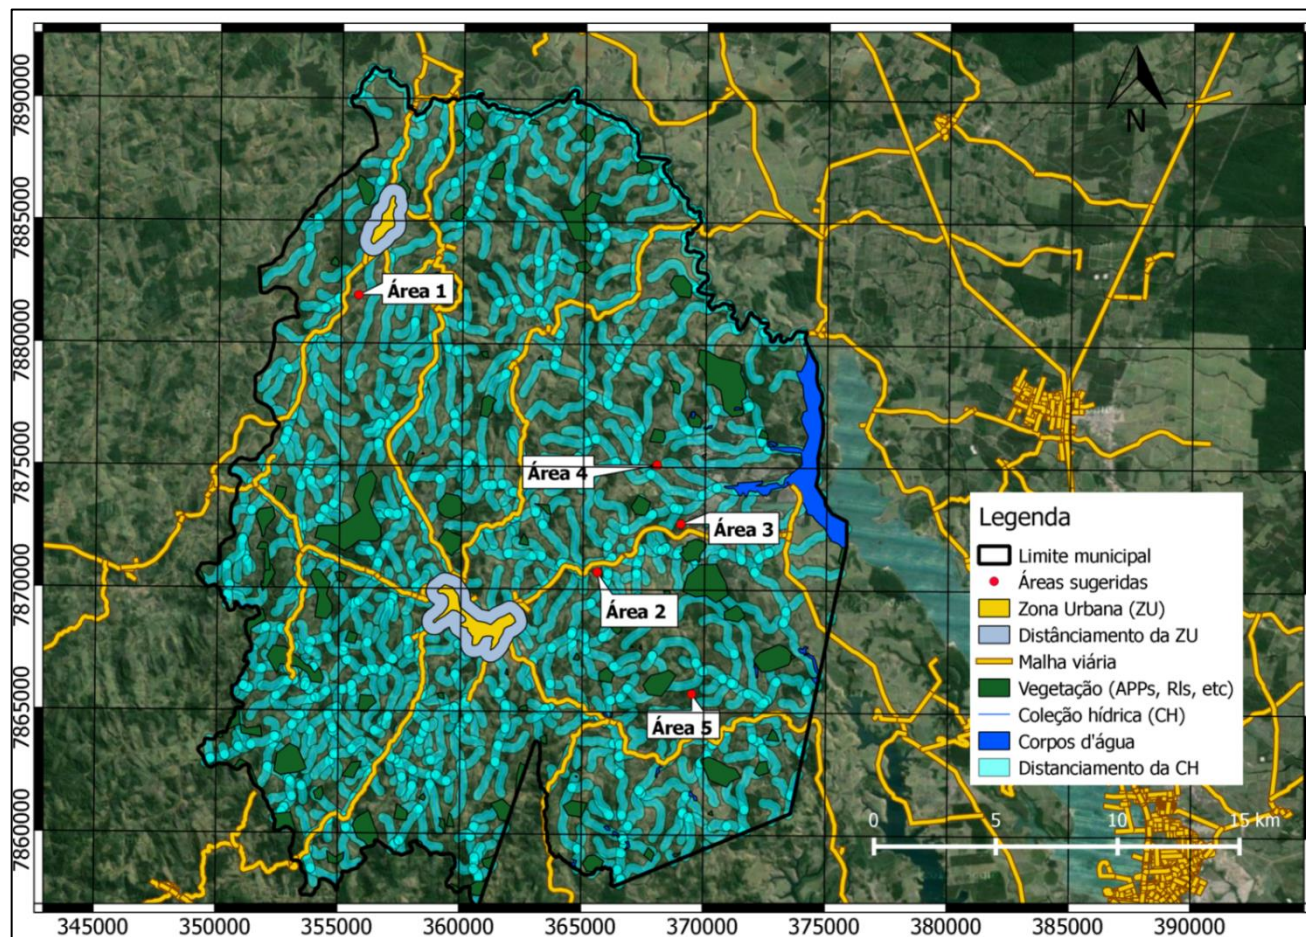 7890000
7885000
7880000
7875000
7870000
7865000
7860000
N
Área 1
Área 4
Área 3
Área 2
Área 5
Legenda
Limite municipal
Áreas sugeridas
Zona Urbana (ZU)
Distânciamento da ZU
Malha viária
Vegetação (APPs, Rls, etc)
Coleção hídrica (CH)
Corpos d'água
Distanciamento da CH
0 5 10 15 km
345000 350000 355000 360000 365000 370000 375000 380000 385000 390000